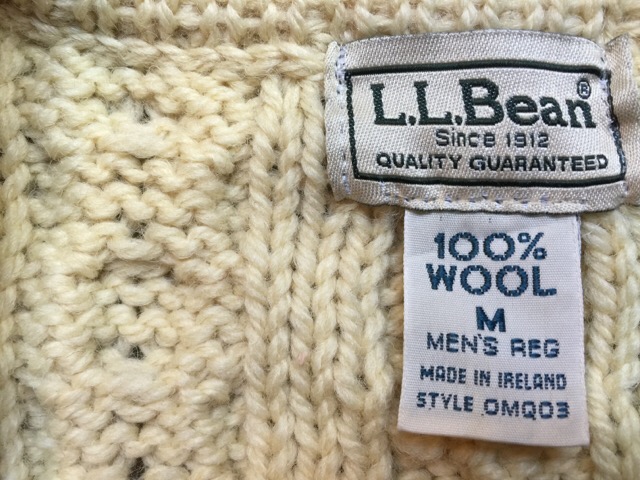 L.L.Bean®
Since 1912
QUALITY GUARANTEED
100%
WOOL
M
MEN'S REG
MADE IN IRELAND
STYLE OMQ03